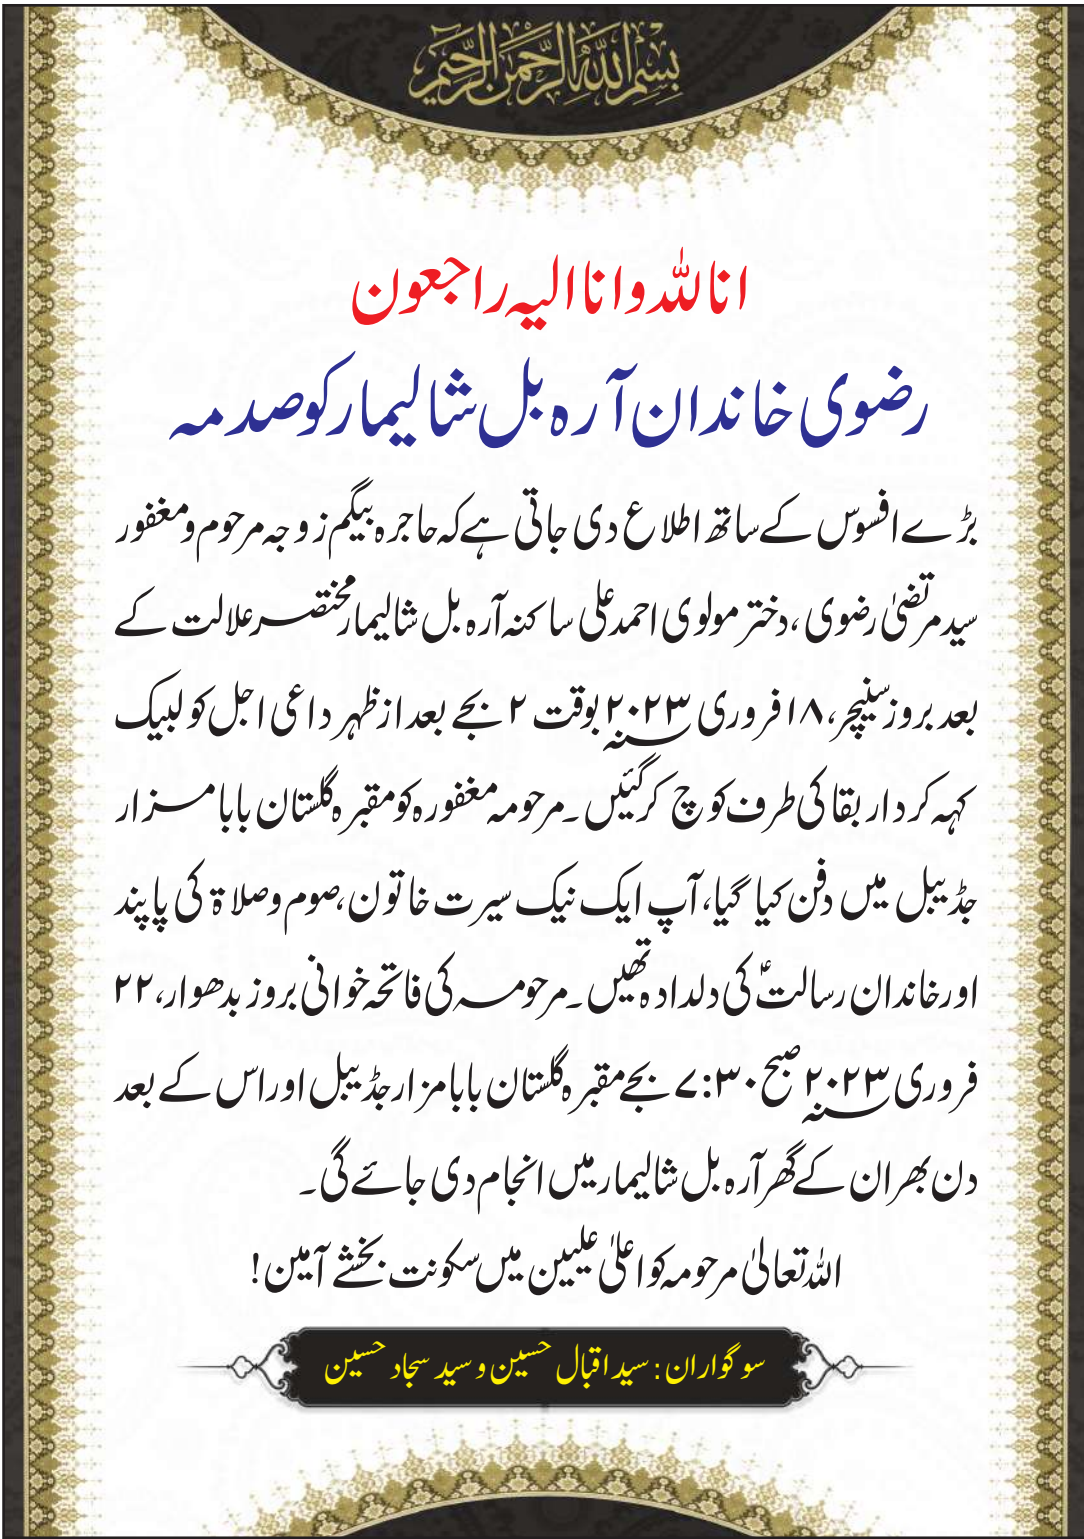 بسم الله الرحمن الرحيم
انا للہ وانا الیہ راجعون
رضوی خاندان آرہ بل شالیمار کو صدمہ
بڑے افسوس کے ساتھ اطلاع دی جاتی ہے کہ حاجرہ بیگم زوجہ مرحوم و مغفور
سید مرتضیٰ رضوی، دختر مولوی احمد علی ساکنہ آرہ بل شالیمار مختصر علالت کے
بعد بروز سنیچر، ۱۸ فروری ۲۰۲۳؁ بوقت ۲ بجے بعد از ظہر داعی اجل کو لبیک
کہہ کر دار بقا کی طرف کوچ کر گئیں۔ مرحومہ مغفورہ کو مقبرہ گلستان بابا مزار
جڈیبل میں دفن کیا گیا، آپ ایک نیک سیرت خاتون، صوم و صلاۃ کی پاپند
اور خاندان رسالتؑ کی دلدادہ تھیں۔ مرحومہ کی فاتحہ خوانی بروز بدھوار، ۲۲
فروری ۲۰۲۳؁ صبح ۷:۳۰ بجے مقبرہ گلستان بابا مزار جڈیبل اور اس کے بعد
دن بھر ان کے گھر آرہ بل شالیمار میں انجام دی جائے گی۔
اللہ تعالیٰ مرحومہ کو اعلیٰ علیین میں سکونت بخشے آمین!
سوگواران: سید اقبال حسین و سید سجاد حسین